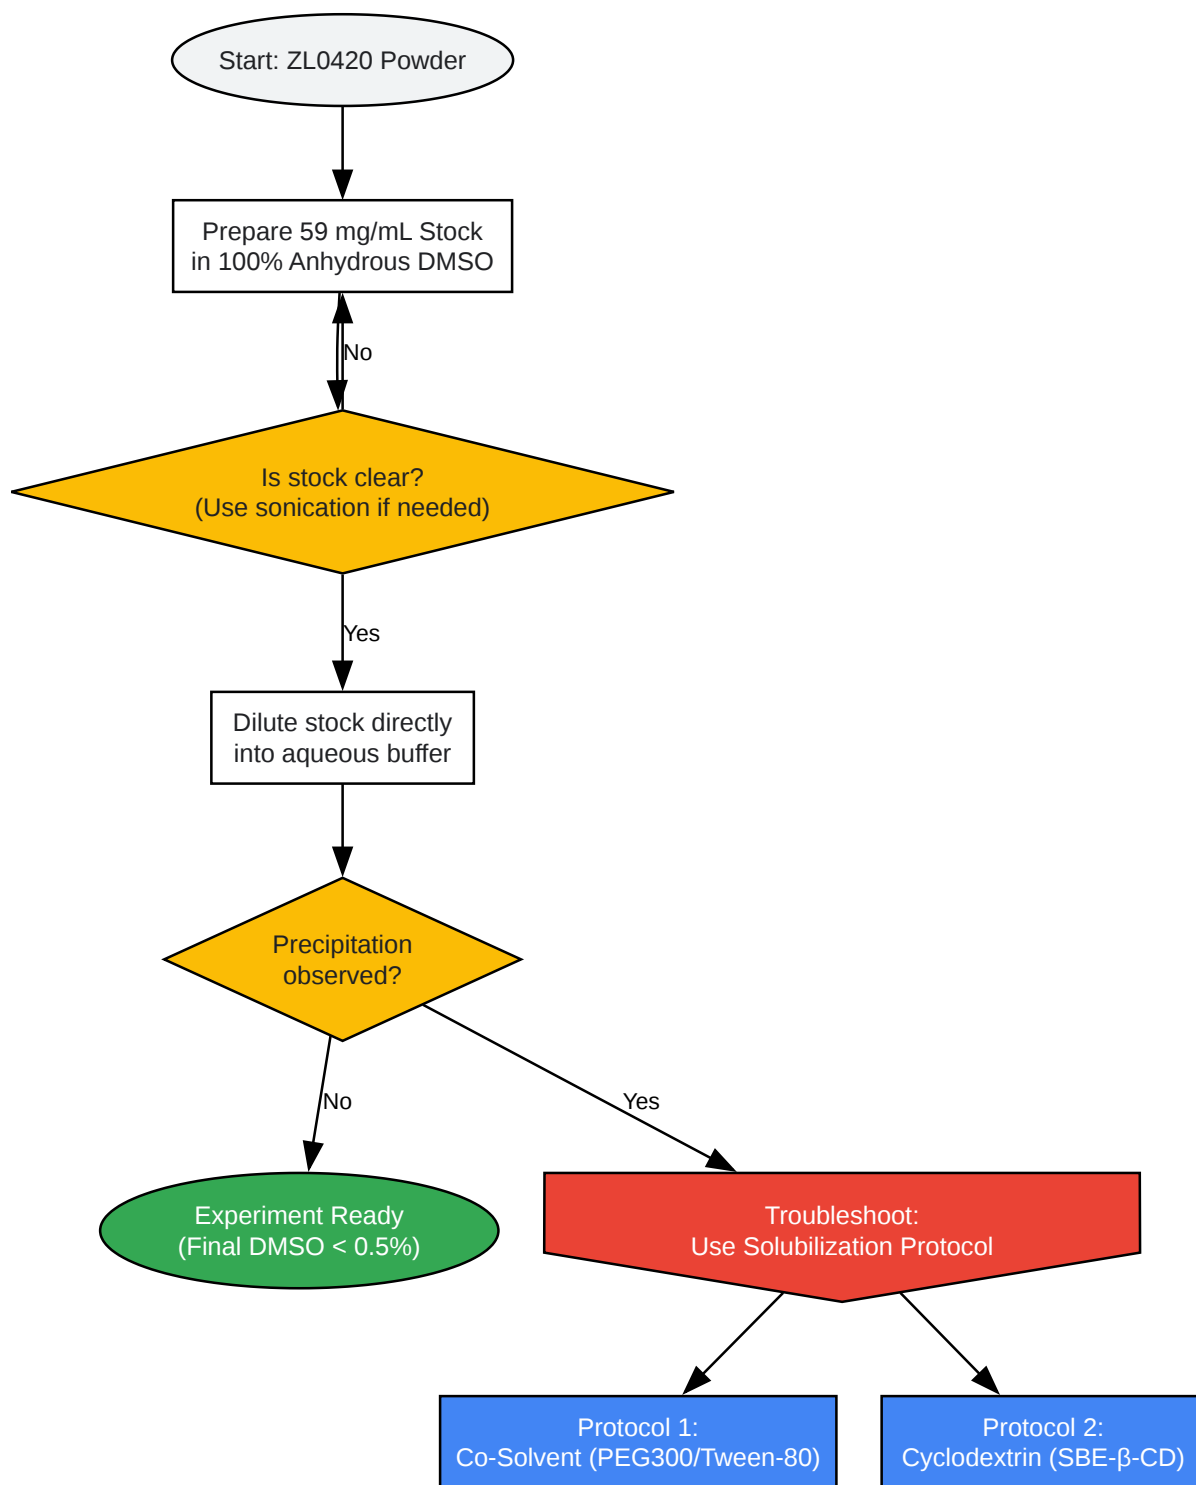 Start: ZL0420 Powder
Prepare 59 mg/mL Stock
in 100% Anhydrous DMSO
No
Is stock clear?
(Use sonication if needed)
Yes
Dilute stock directly
into aqueous buffer
Precipitation
observed?
No
Yes
Experiment Ready
(Final DMSO < 0.5%)
Troubleshoot:
Use Solubilization Protocol
Protocol 1:
Co-Solvent (PEG300/Tween-80)
Protocol 2:
Cyclodextrin (SBE-β-CD)